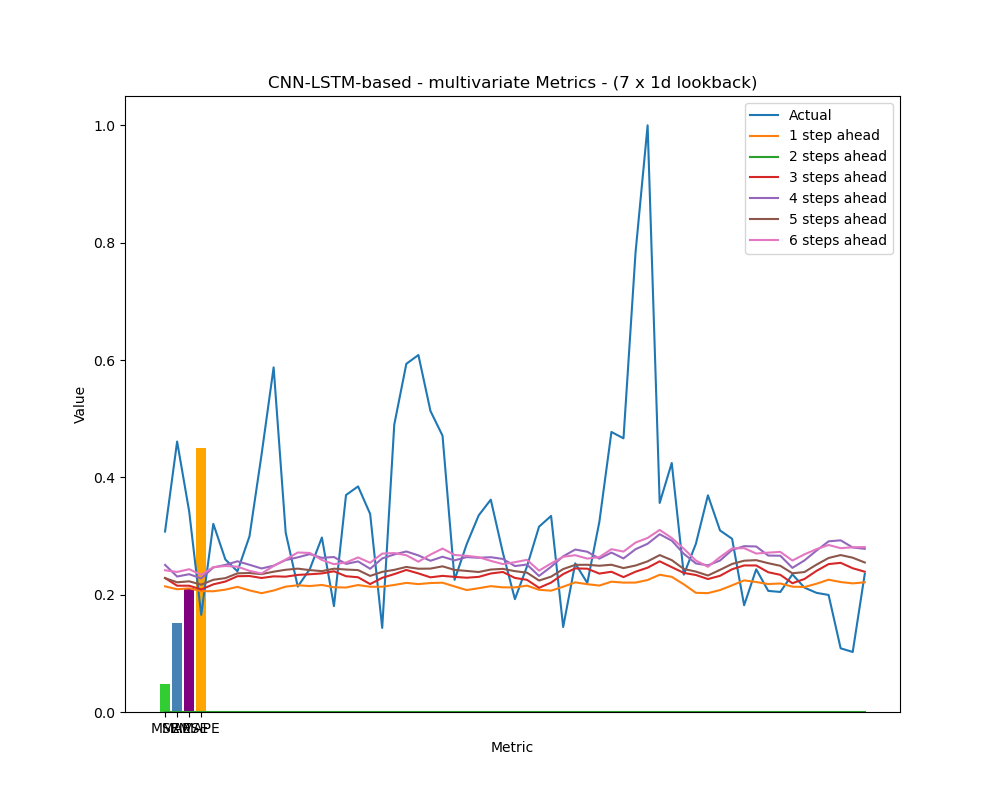 CNN-LSTM-based - multivariate Metrics - (7 x 1d lookback)
Actual
1 step ahead
2 steps ahead
3 steps ahead
4 steps ahead
5 steps ahead
6 steps ahead
1.0
0.8
0.6
0.4
0.2
0.0
Value
Metric